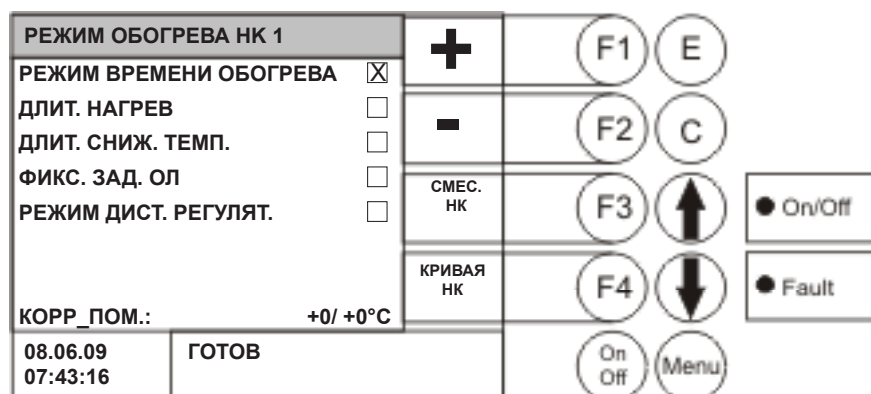 РЕЖИМ ОБОГРЕВА НК 1
РЕЖИМ ВРЕМЕНИ ОБОГРЕВА X
ДЛИТ. НАГРЕВ
ДЛИТ. СНИЖ. ТЕМП.
ФИКС. ЗАД. ОЛ
РЕЖИМ ДИСТ. РЕГУЛЯТ.
КОРР_ПОМ.: +0/ +0°C
08.06.09
07:43:16
ГОТОВ
+
-
СМЕС.
НК
КРИВАЯ
НК
F1
E
F2
C
F3
F4
On
Off
Menu
On/Off
Fault